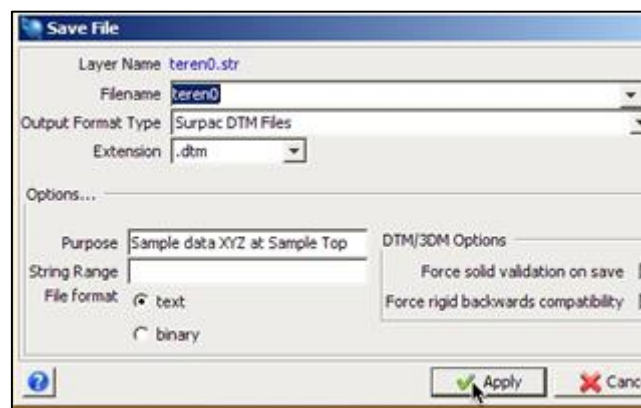 Save File
Layer Name teren0.str
Filename teren0
Output Format Type Surpac DTM Files
Extension .dtm
Options...
Purpose Sample data XYZ at Sample Top
String Range
File format text
binary
DTM/3DM Options
Force solid validation on save
Force rigid backwards compatibility
? Apply Canc